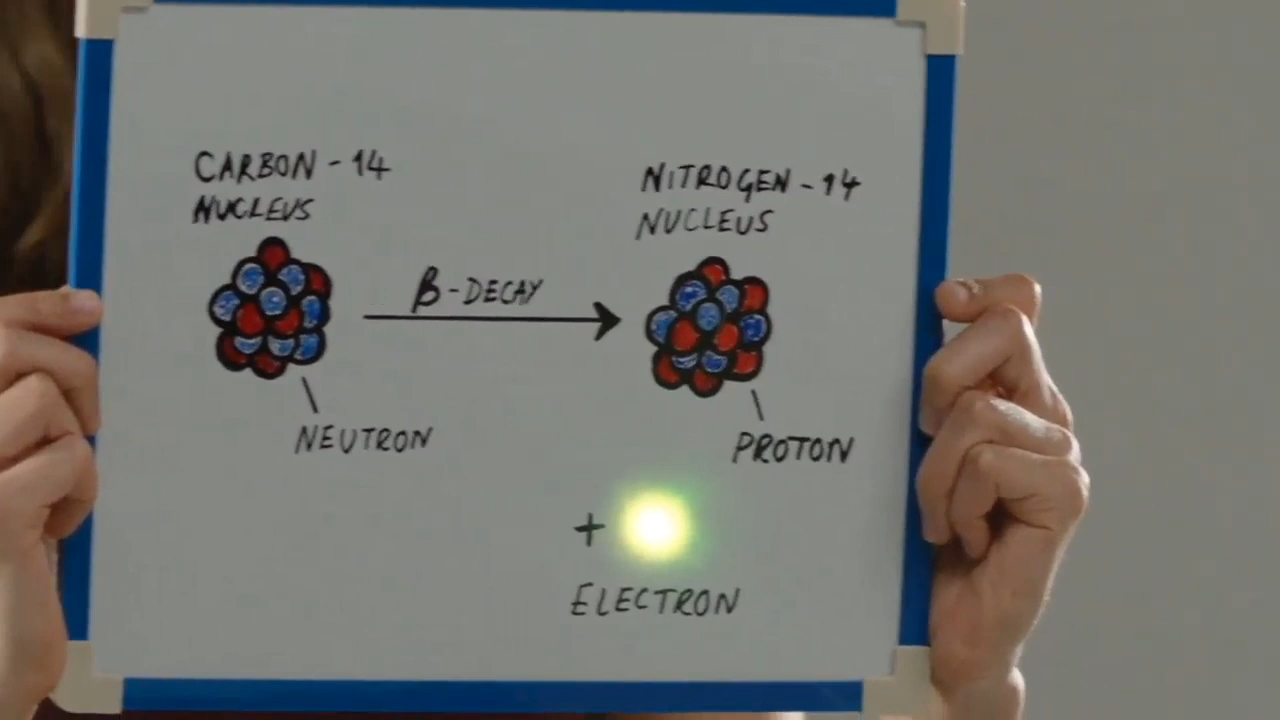 CARBON-14
NUCLEUS
NITROGEN-14
NUCLEUS
β-DECAY
NEUTRON
PROTON
+
ELECTRON